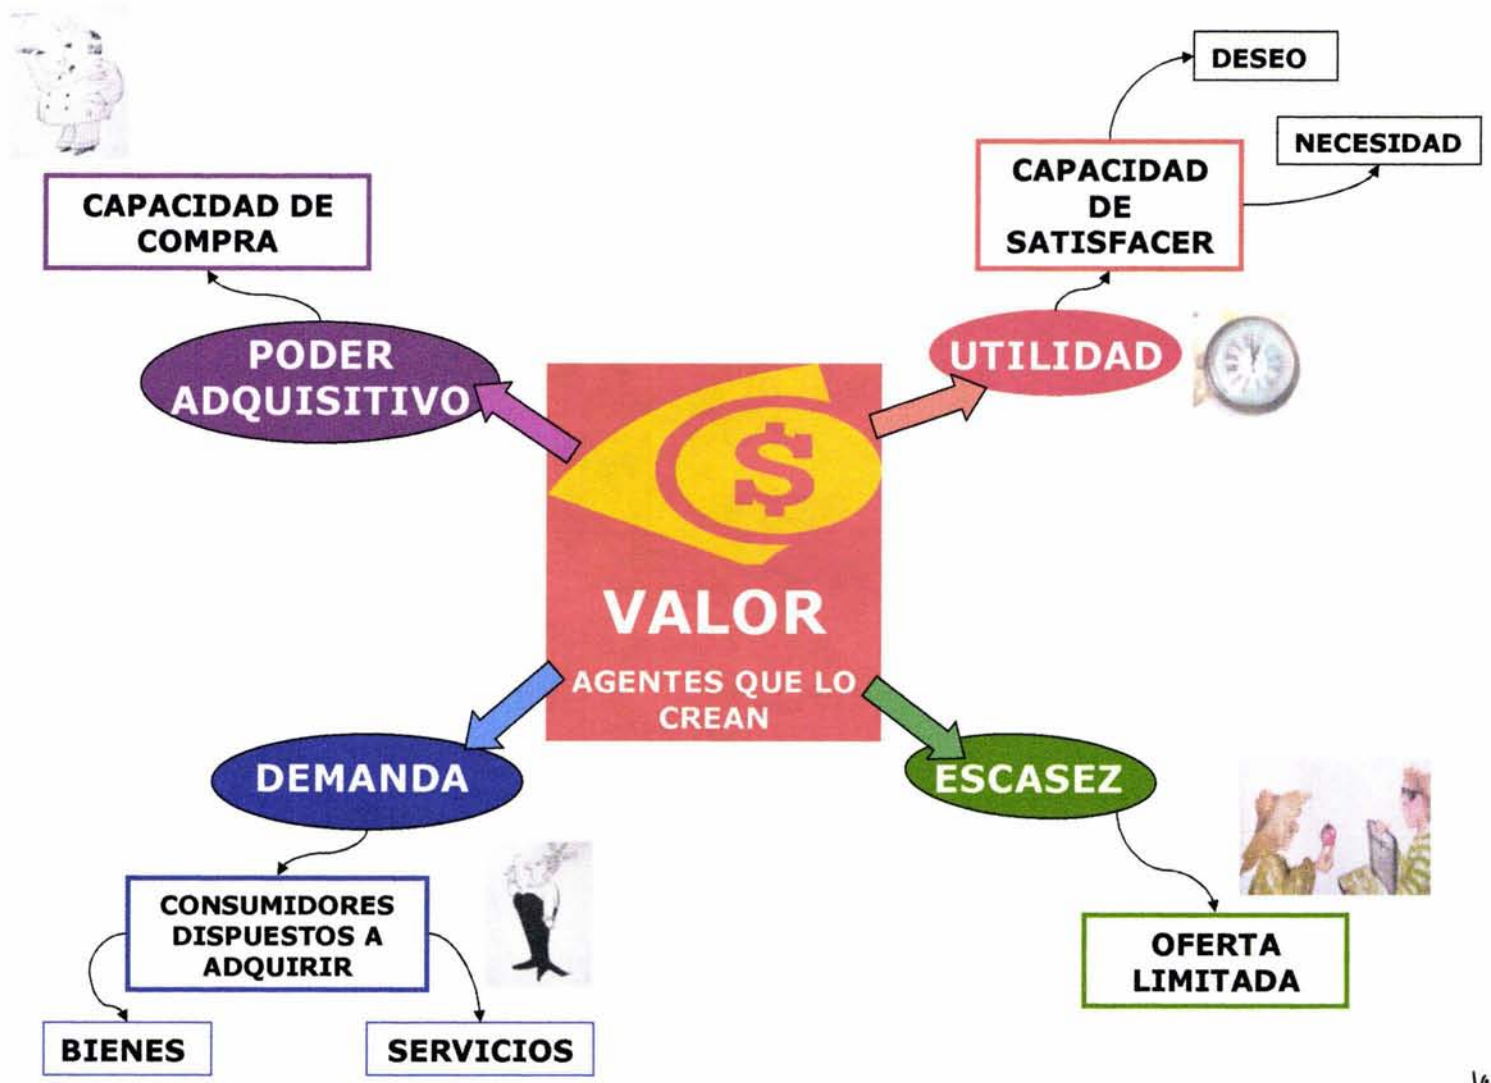 DESEO
NECESIDAD
CAPACIDAD
DE
SATISFACER
CAPACIDAD DE
COMPRA
PODER
ADQUISITIVO
UTILIDAD
$
VALOR
AGENTES QUE LO
CREAN
DEMANDA
ESCASEZ
CONSUMIDORES
DISPUESTOS A
ADQUIRIR
OFERTA
LIMITADA
BIENES
SERVICIOS